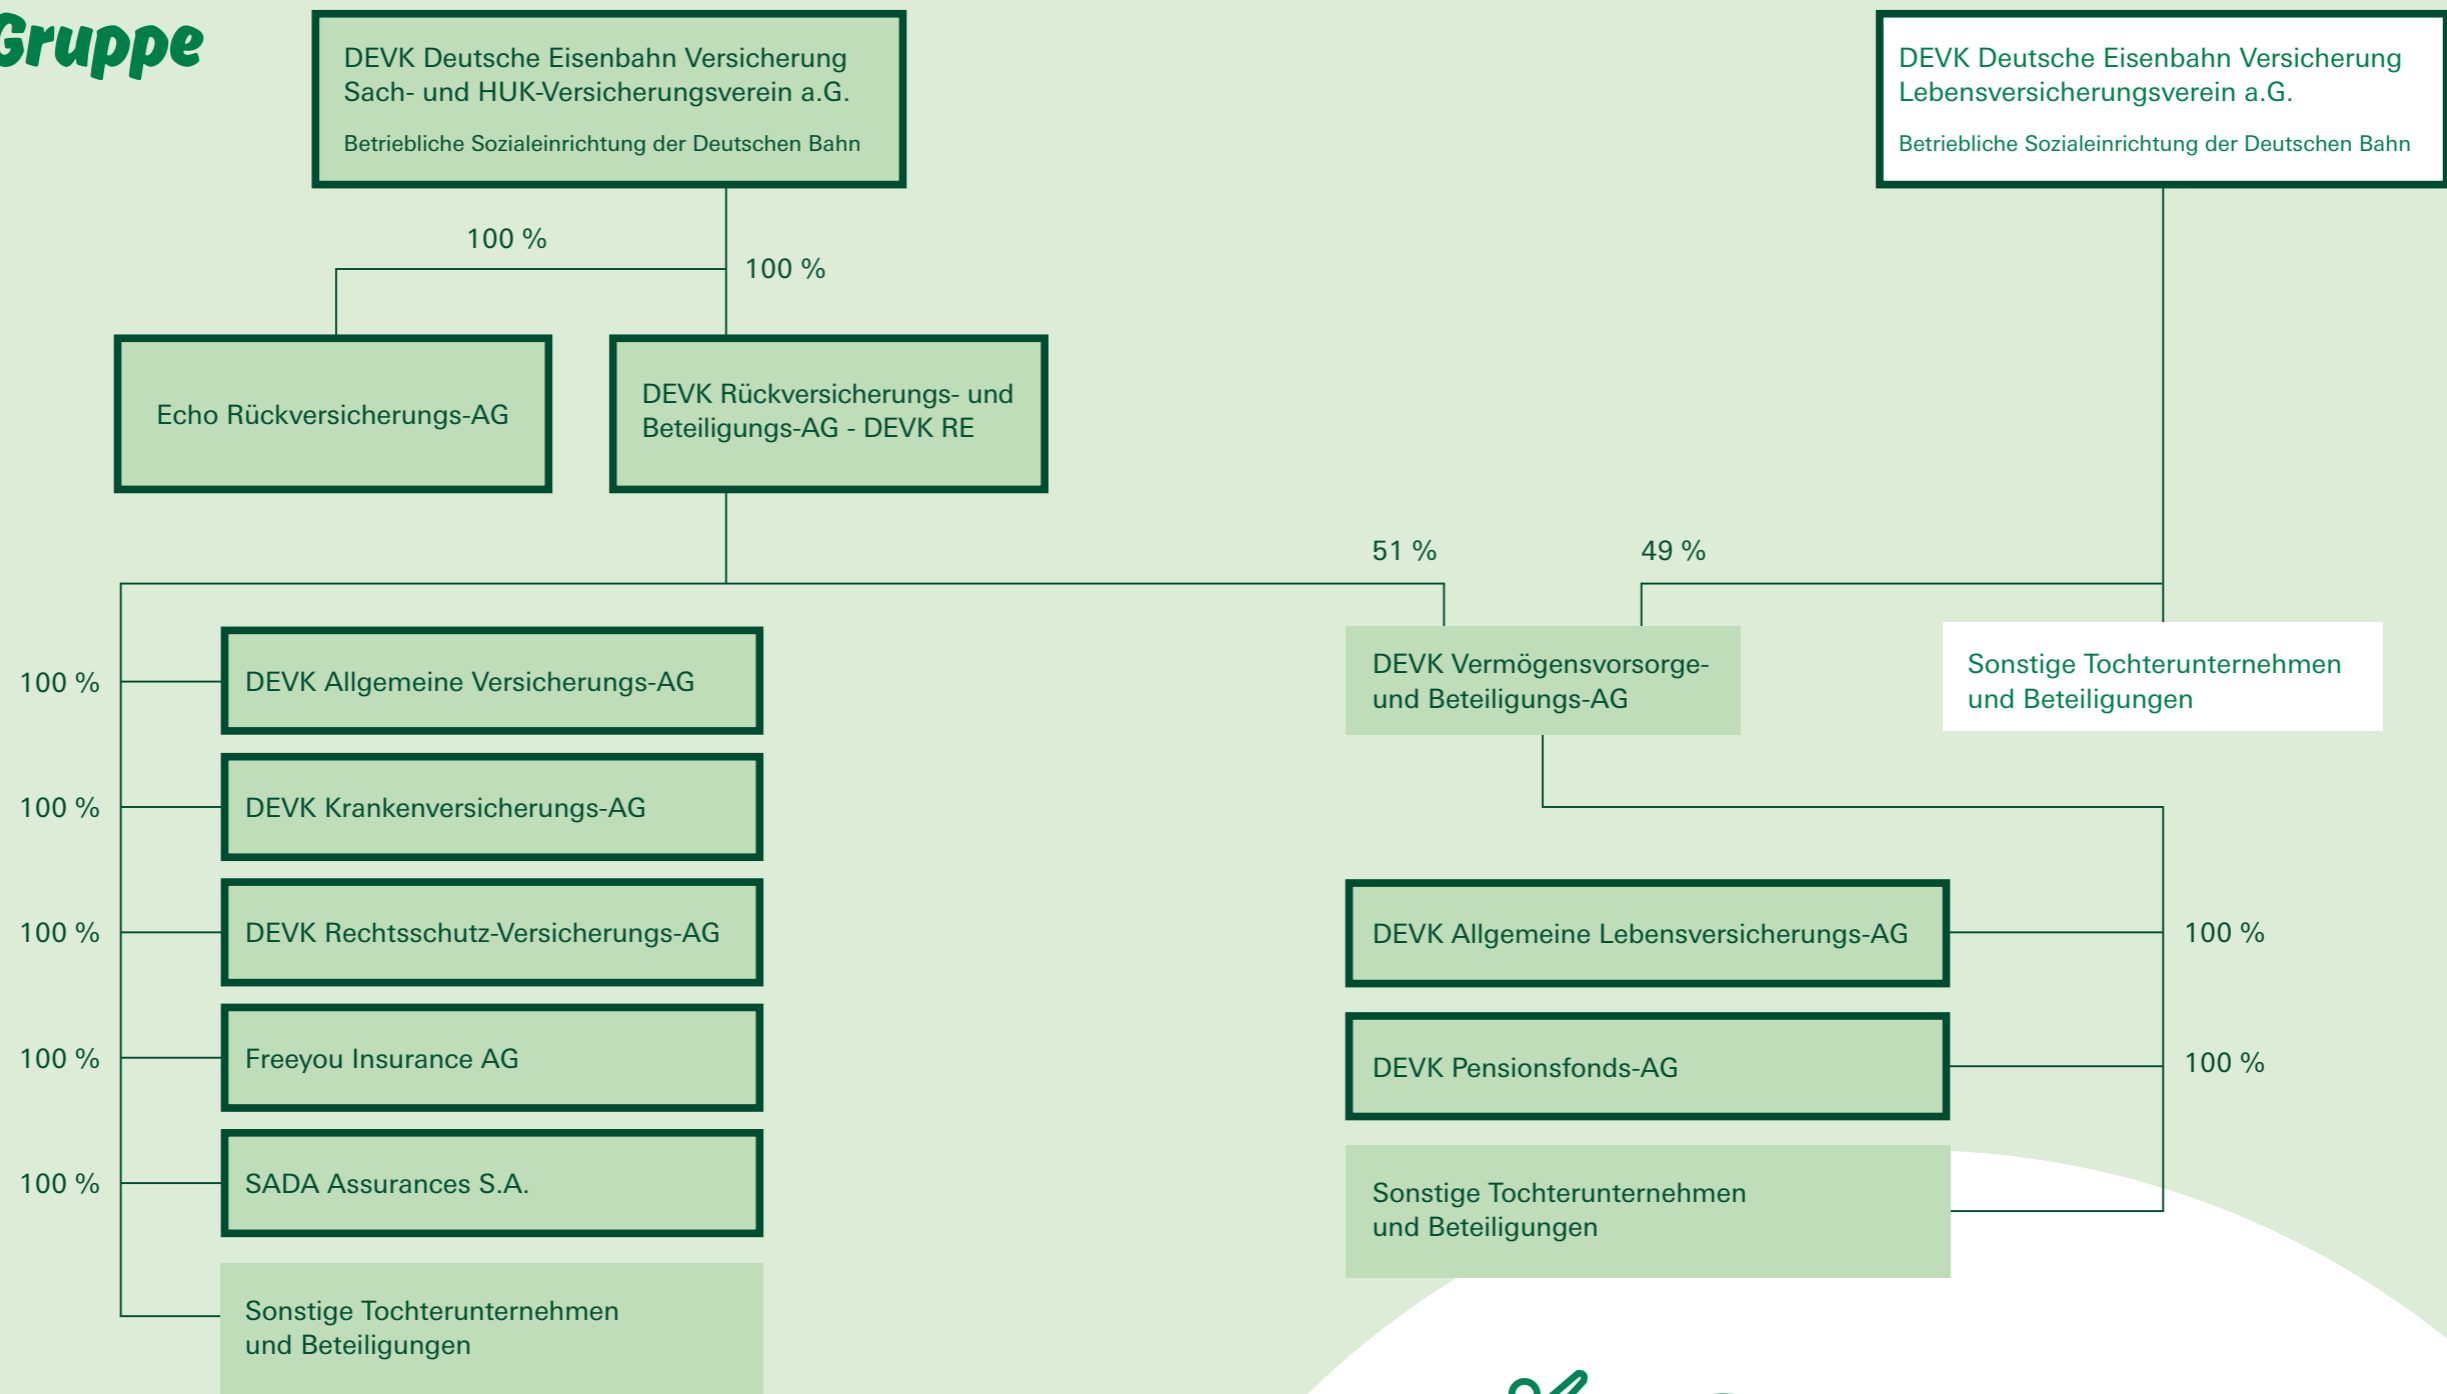 Gruppe
DEVK Deutsche Eisenbahn Versicherung
Sach- und HUK-Versicherungsverein a.G.
Betriebliche Sozialeinrichtung der Deutschen Bahn
DEVK Deutsche Eisenbahn Versicherung
Lebensversicherungsverein a.G.
Betriebliche Sozialeinrichtung der Deutschen Bahn
100 %
100 %
Echo Rückversicherungs-AG
DEVK Rückversicherungs- und
Beteiligungs-AG - DEVK RE
51 %
49 %
100 %
DEVK Allgemeine Versicherungs-AG
100 %
DEVK Krankenversicherungs-AG
100 %
DEVK Rechtsschutz-Versicherungs-AG
100 %
Freeyou Insurance AG
100 %
SADA Assurances S.A.
Sonstige Tochterunternehmen
und Beteiligungen
DEVK Vermögensvorsorge-
und Beteiligungs-AG
Sonstige Tochterunternehmen
und Beteiligungen
DEVK Allgemeine Lebensversicherungs-AG
100 %
DEVK Pensionsfonds-AG
100 %
Sonstige Tochterunternehmen
und Beteiligungen